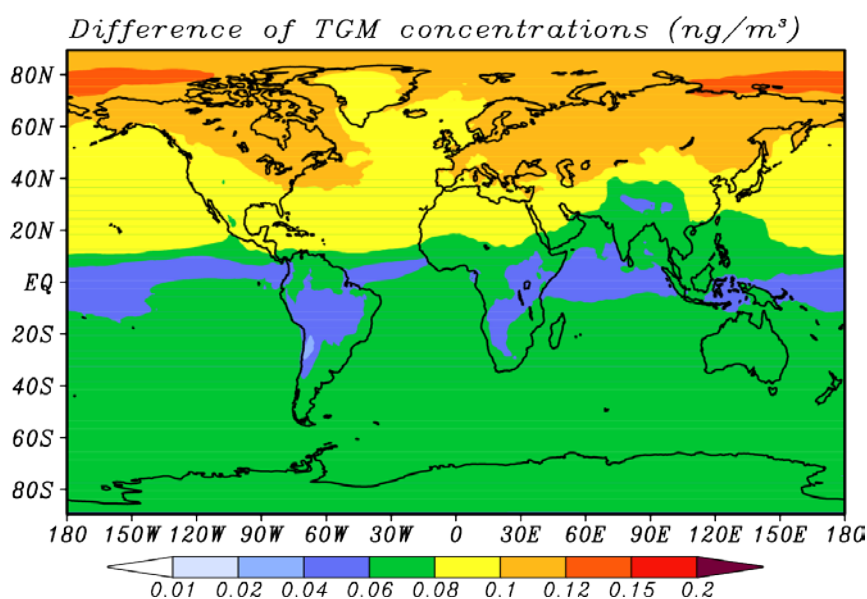 Difference of TGM concentrations (ng/m³)
80N
60N
40N
20N
EQ
20S
40S
60S
80S
180 150W 120W 90W 60W 30W 0 30E 60E 90E 120E 150E 180
0.01 0.02 0.04 0.06 0.08 0.1 0.12 0.15 0.2